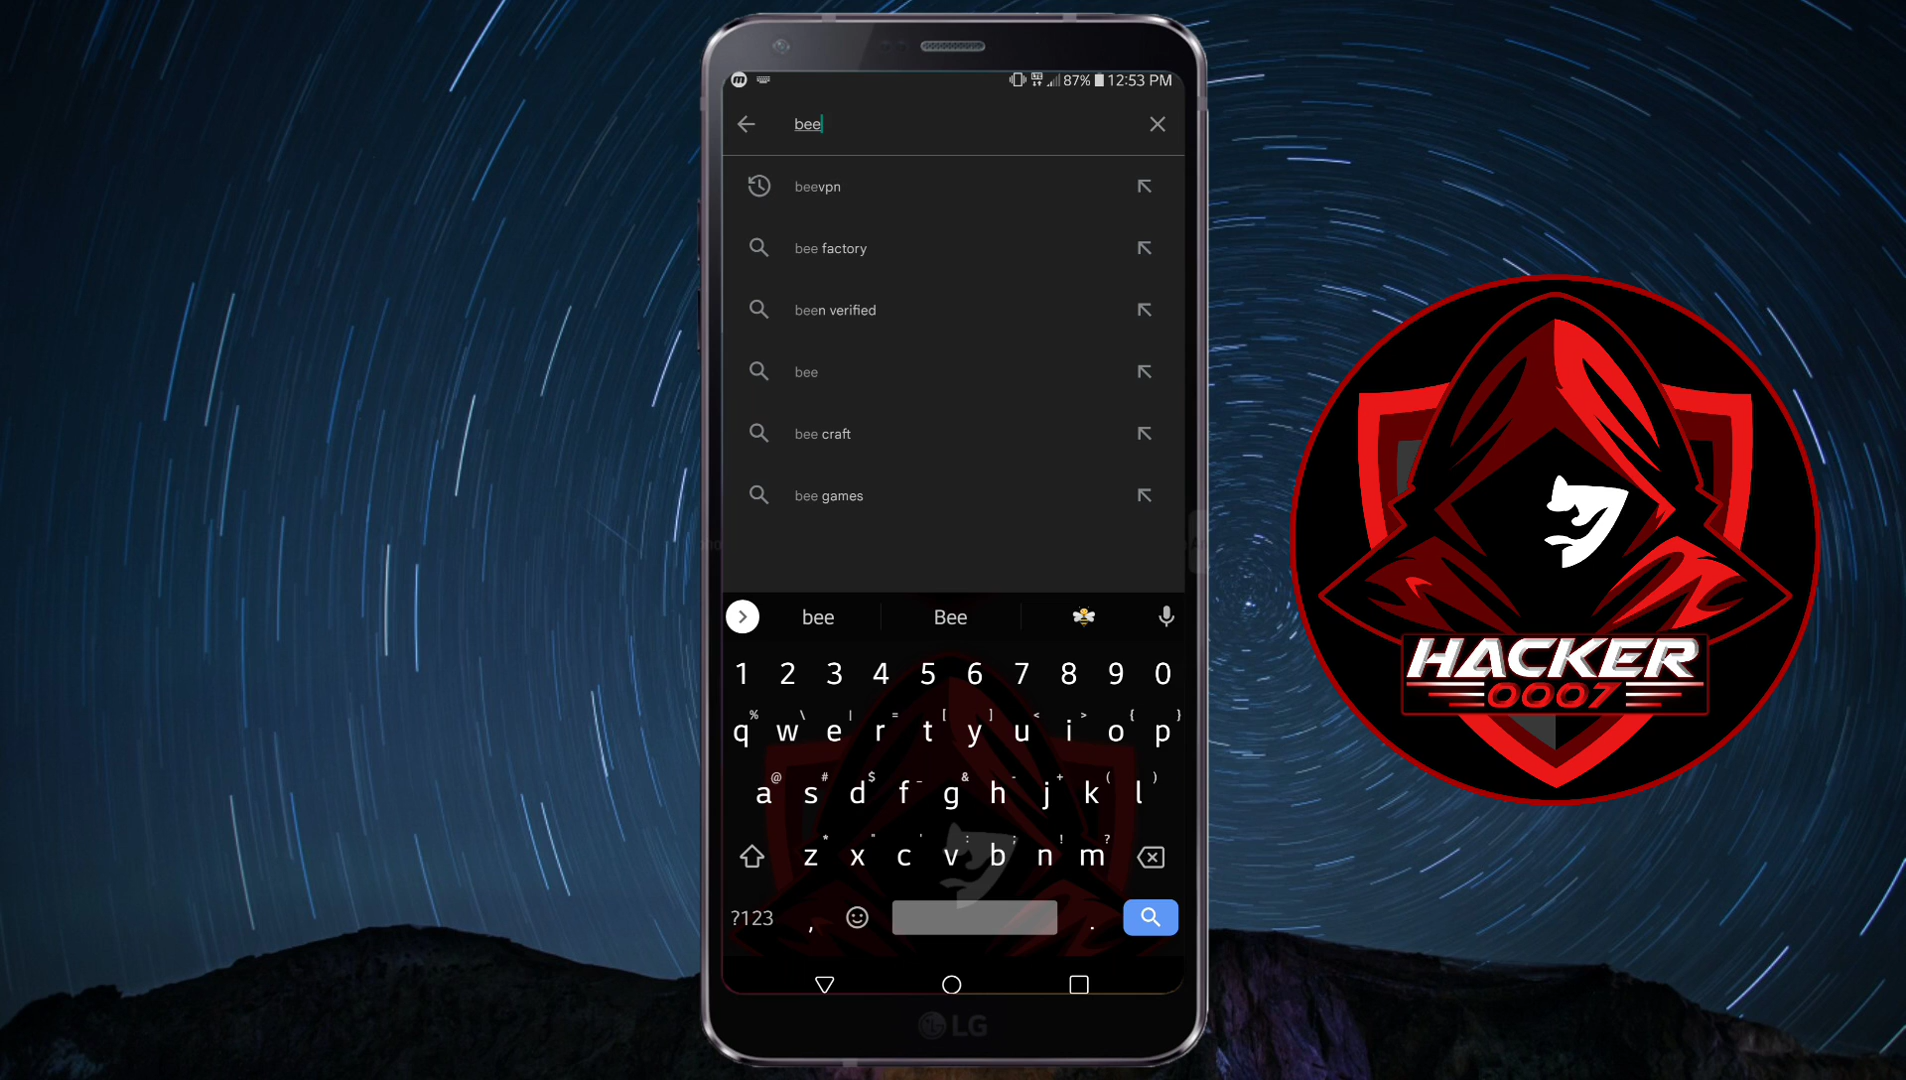 87% 12:53 PM
bee
beevpn
bee factory
been verified
bee
bee craft
bee games
bee Bee
1 2 3 4 5 6 7 8 9 0
% \ | = [ ] < > { }
q w e r t y u i o p
@ # $ _ & - + ( )
a s d f g h j k l
* " ' : ; ! ?
z x c v b n m
?123 , .
LG
HACKER
0007